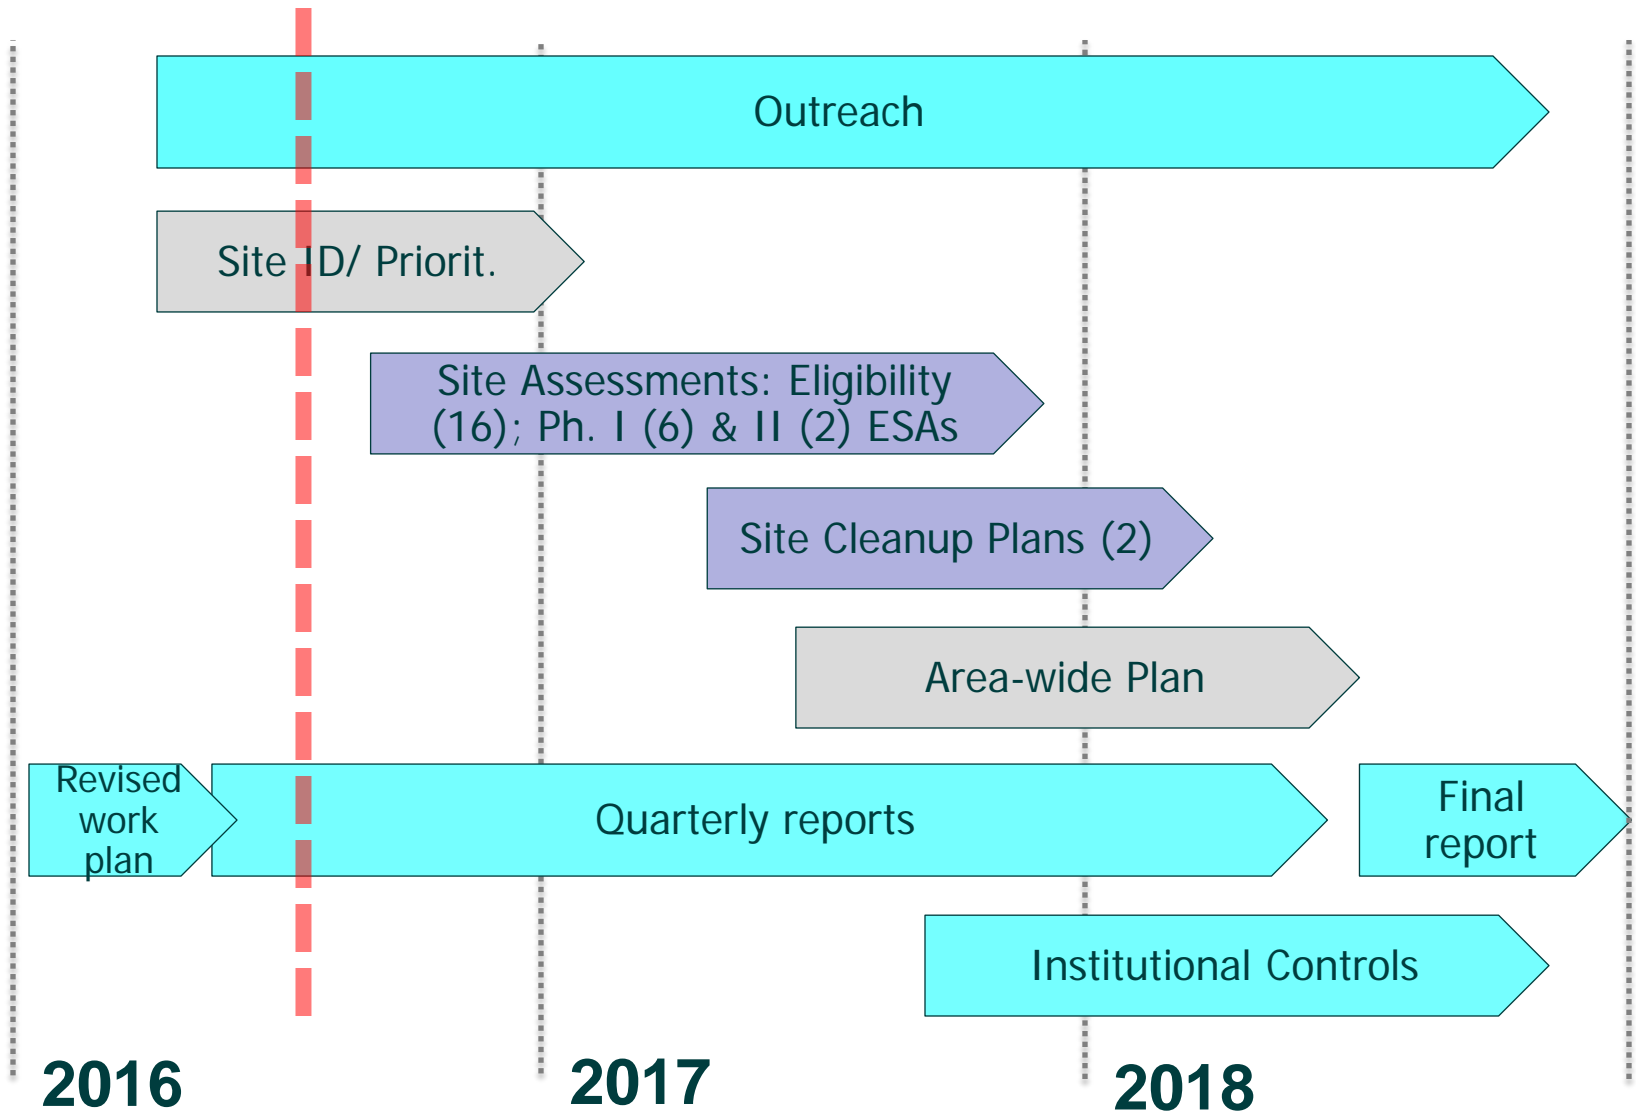 Outreach
Site ID/ Priorit.
Site Assessments: Eligibility
(16); Ph. I (6) & II (2) ESAs
Site Cleanup Plans (2)
Area-wide Plan
Revised
work
plan
Quarterly reports
Final
report
Institutional Controls
2016
2017
2018